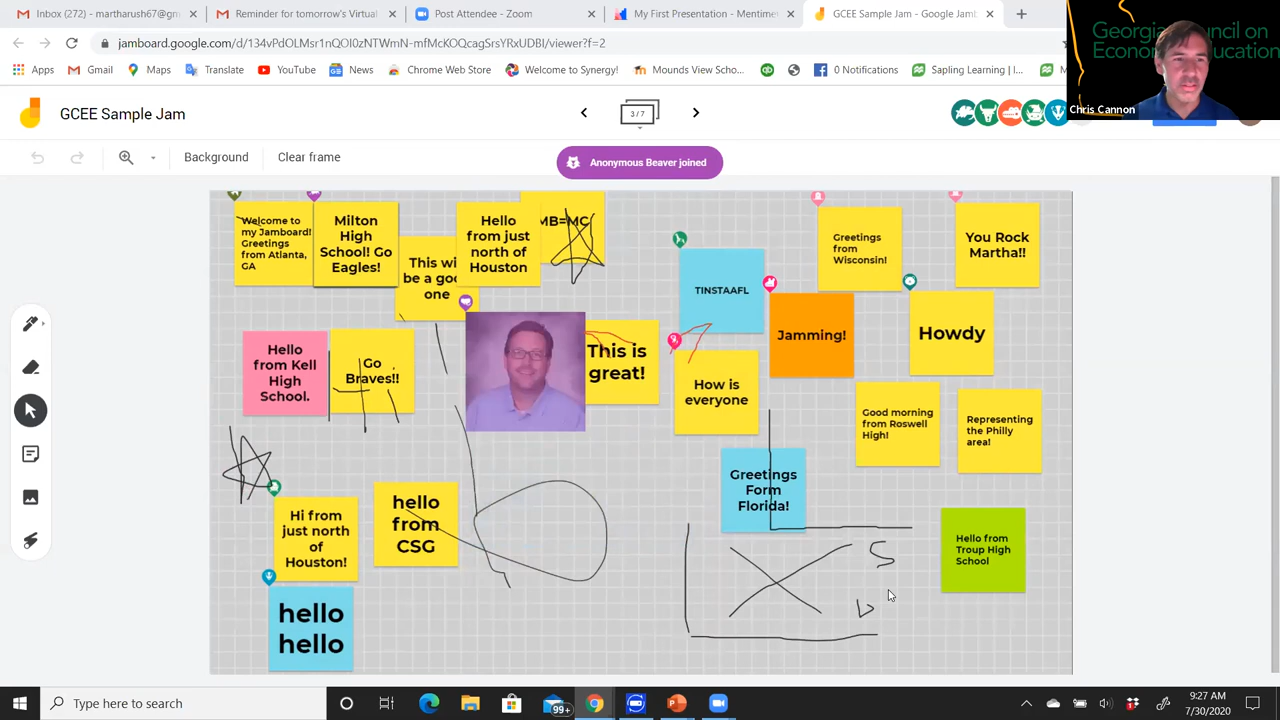 Inbox (272) - martharush67@gm
Reminder for tomorrow's Virtual
Post Attendee - Zoom
My First Presentation - Mentime
GCEE Sample Jam - Google Jamb
jamboard.google.com/d/134vPdOLMsr1nQOI0zNTWmd-mfMXOQcagSrsYRxUDBI/viewer?f=2
Apps
Gmail
Maps
Translate
YouTube
News
Chrome Web Store
Welcome to Synergy!
Mounds View Scho...
0 Notifications
Sapling Learning | I...
Georgia Council on
Economic Education
Chris Cannon
GCEE Sample Jam
3 / 7
Background
Clear frame
Anonymous Beaver joined
Welcome to
my Jamboard!
Greetings
from Atlanta,
GA
Milton
High
School! Go
Eagles!
This wi
be a go
one
Hello
from just
north of
Houston
MB=MC
TINSTAAFL
Greetings
from
Wisconsin!
You Rock
Martha!!
Jamming!
Howdy
Hello
from Kell
High
School.
Go
Braves!!
This is
great!
How is
everyone
Good morning
from Roswell
High!
Representing
the Philly
area!
Greetings
Form
Florida!
Hi from
just north
of
Houston!
hello
from
CSG
S
D
Hello from
Troup High
School
hello
hello
Type here to search
99+
9:27 AM
7/30/2020